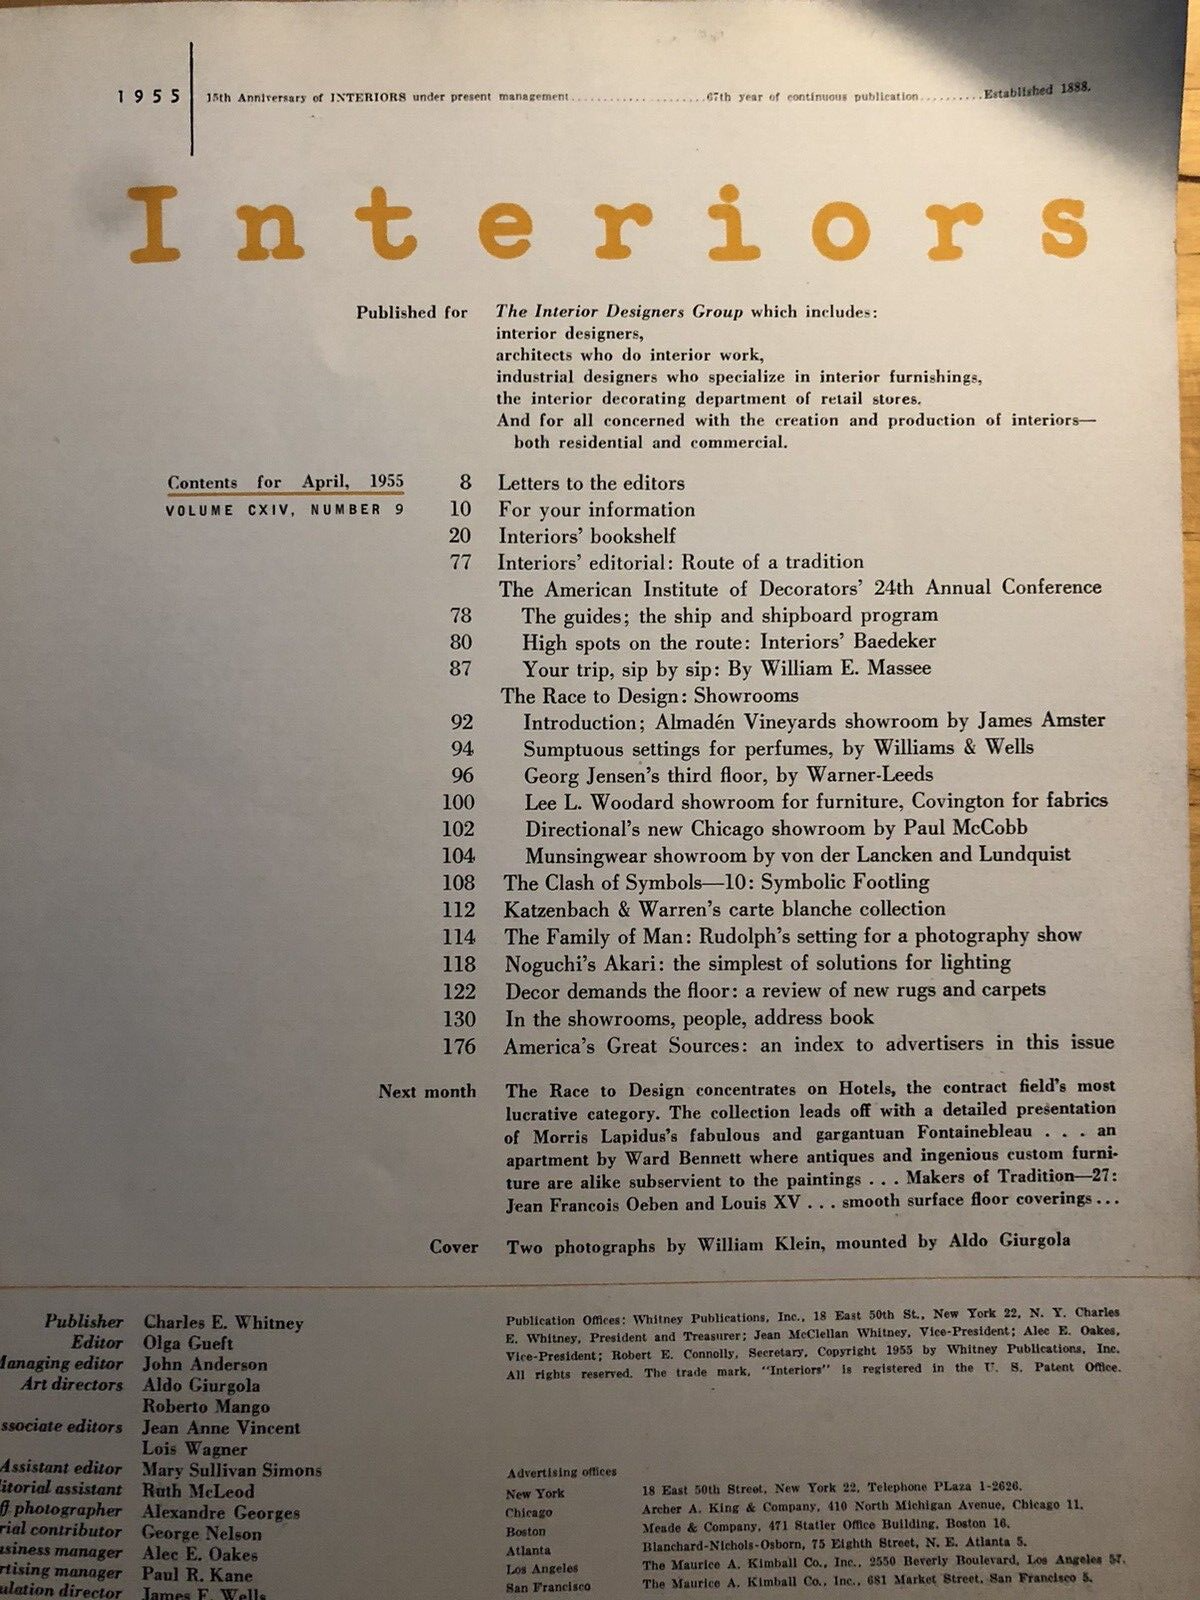 1955 15th Anniversary of INTERIORS under present management......................67th year of continuous publication..........Established 1888.
Interiors
Published for The Interior Designers Group which includes:
interior designers,
architects who do interior work,
industrial designers who specialize in interior furnishings,
the interior decorating department of retail stores.
And for all concerned with the creation and production of interiors—
both residential and commercial.
Contents for April, 1955 8 Letters to the editors
VOLUME CXIV, NUMBER 9 10 For your information
20 Interiors' bookshelf
77 Interiors' editorial: Route of a tradition
The American Institute of Decorators' 24th Annual Conference
78 The guides; the ship and shipboard program
80 High spots on the route: Interiors' Baedeker
87 Your trip, sip by sip: By William E. Massee
The Race to Design: Showrooms
92 Introduction; Almadén Vineyards showroom by James Amster
94 Sumptuous settings for perfumes, by Williams & Wells
96 Georg Jensen's third floor, by Warner-Leeds
100 Lee L. Woodard showroom for furniture, Covington for fabrics
102 Directional's new Chicago showroom by Paul McCobb
104 Munsingwear showroom by von der Lancken and Lundquist
108 The Clash of Symbols—10: Symbolic Footling
112 Katzenbach & Warren's carte blanche collection
114 The Family of Man: Rudolph's setting for a photography show
118 Noguchi's Akari: the simplest of solutions for lighting
122 Decor demands the floor: a review of new rugs and carpets
130 In the showrooms, people, address book
176 America's Great Sources: an index to advertisers in this issue
Next month The Race to Design concentrates on Hotels, the contract field's most
lucrative category. The collection leads off with a detailed presentation
of Morris Lapidus's fabulous and gargantuan Fontainebleau . . . an
apartment by Ward Bennett where antiques and ingenious custom furni-
ture are alike subservient to the paintings . . . Makers of Tradition—27:
Jean Francois Oeben and Louis XV . . . smooth surface floor coverings . . .
Cover Two photographs by William Klein, mounted by Aldo Giurgola
Publisher Charles E. Whitney
Editor Olga Gueft
Managing editor John Anderson
Art directors Aldo Giurgola
Roberto Mango
ssociate editors Jean Anne Vincent
Lois Wagner
Assistant editor Mary Sullivan Simons
itorial assistant Ruth McLeod
ff photographer Alexandre Georges
rial contributor George Nelson
usiness manager Alec E. Oakes
rtising manager Paul R. Kane
ulation director James F. Wells
Publication Offices: Whitney Publications, Inc., 18 East 50th St., New York 22, N. Y. Charles
E. Whitney, President and Treasurer; Jean McClellan Whitney, Vice-President; Alec E. Oakes,
Vice-President; Robert E. Connolly, Secretary, Copyright 1955 by Whitney Publications, Inc.
All rights reserved. The trade mark, "Interiors" is registered in the U. S. Patent Office.
Advertising offices
New York 18 East 50th Street, New York 22, Telephone PLaza 1-2626.
Chicago Archer A. King & Company, 410 North Michigan Avenue, Chicago 11.
Boston Meade & Company, 471 Statler Office Building, Boston 16.
Atlanta Blanchard-Nichols-Osborn, 75 Eighth Street, N. E. Atlanta 5.
Los Angeles The Maurice A. Kimball Co., Inc., 2550 Beverly Boulevard, Los Angeles 57.
San Francisco The Maurice A. Kimball Co., Inc., 681 Market Street, San Francisco 5.